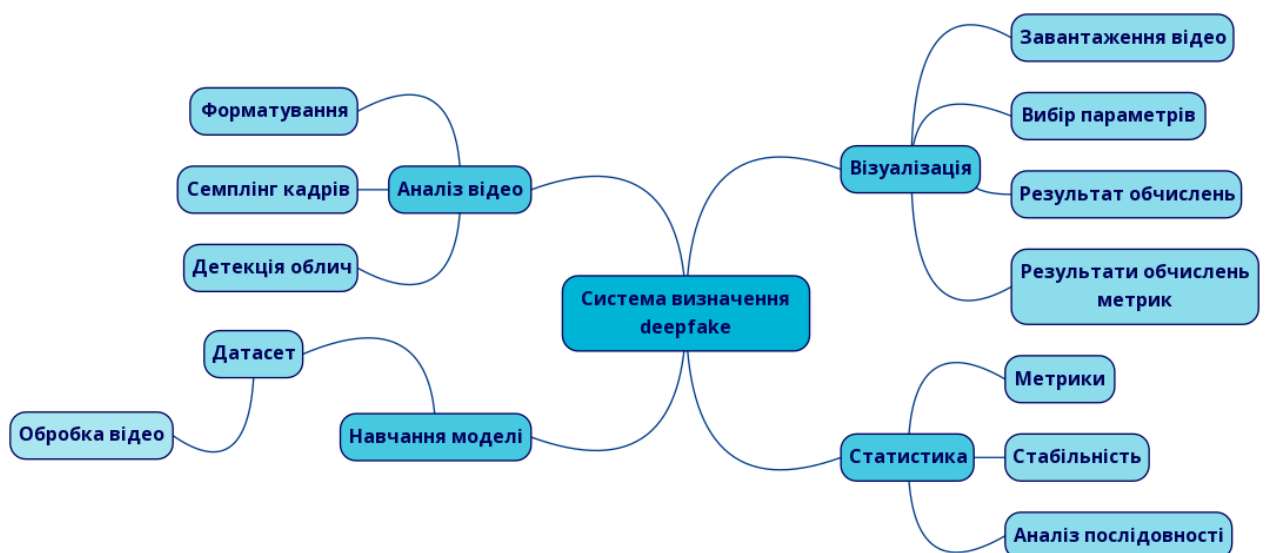 Система визначення
deepfake
Аналіз відео
Форматування
Семплінг кадрів
Детекція облич
Навчання моделі
Датасет
Обробка відео
Візуалізація
Завантаження відео
Вибір параметрів
Результат обчислень
Результати обчислень
метрик
Статистика
Метрики
Стабільність
Аналіз послідовності